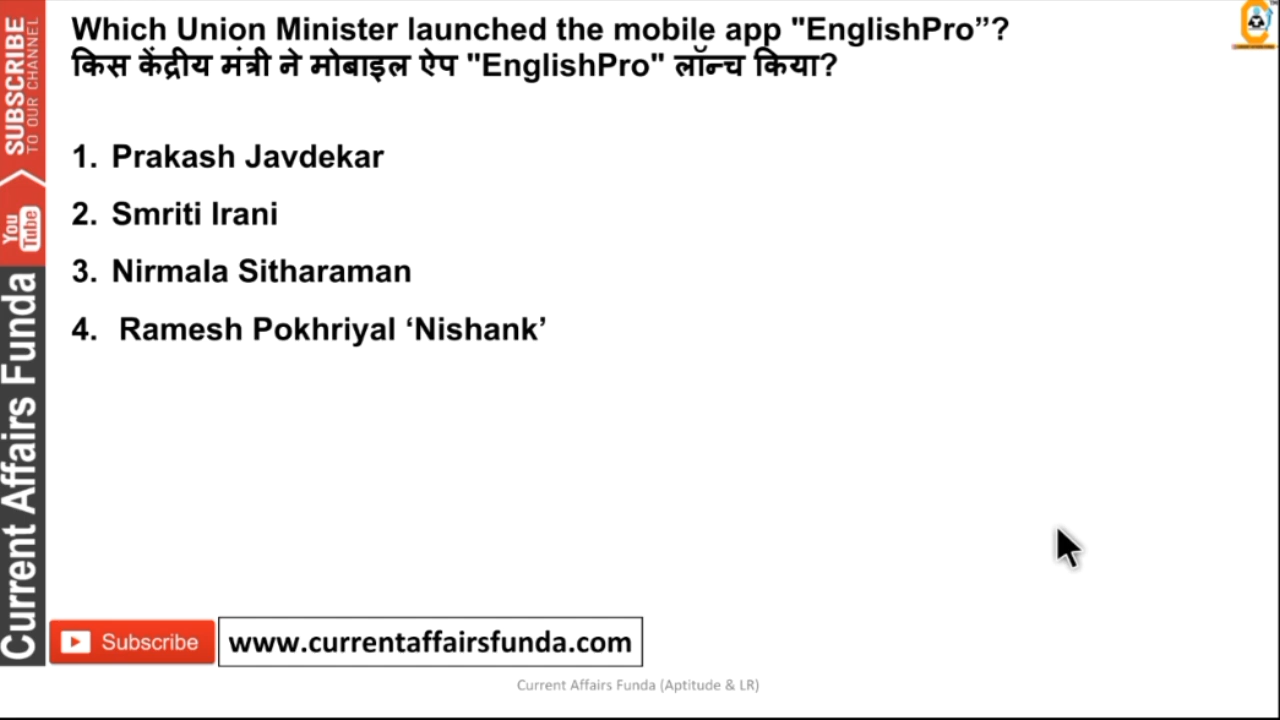 Which Union Minister launched the mobile app "EnglishPro”?
किस केंद्रीय मंत्री ने मोबाइल ऐप "EnglishPro" लॉन्च किया?
1. Prakash Javdekar
2. Smriti Irani
3. Nirmala Sitharaman
4. Ramesh Pokhriyal ‘Nishank’
SUBSCRIBE
TO OUR CHANNEL
You Tube
Current Affairs Funda
Subscribe
www.currentaffairsfunda.com
Current Affairs Funda (Aptitude & LR)